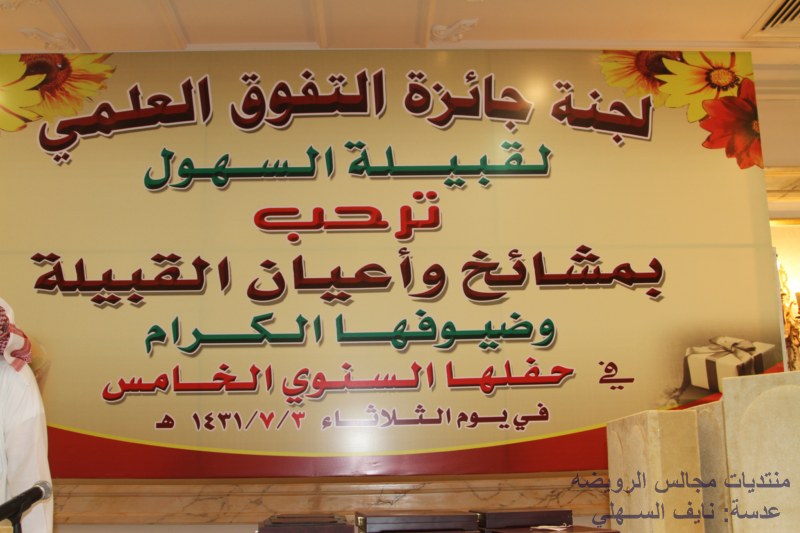 لجنة جائزة التفوق العلمي
لقبيلة السهول
ترحب
بمشائخ وأعيان القبيلة
وضيوفها الكرام
في حفلها السنوي الخامس
في يوم الثلاثاء ١٤٣١/٧/٣ هـ
منتديات مجالس الرويضه
عدسة: نايف السهلي